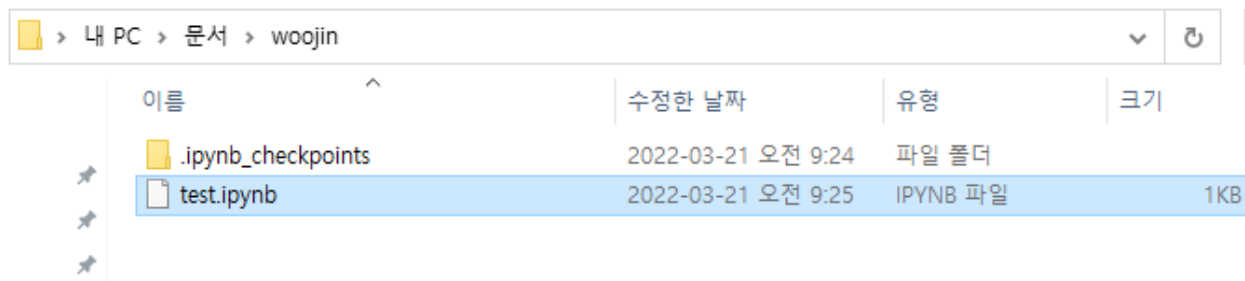 내 PC > 문서 > woojin
이름 수정한 날짜 유형 크기
.ipynb_checkpoints 2022-03-21 오전 9:24 파일 폴더
test.ipynb 2022-03-21 오전 9:25 IPYNB 파일 1KB